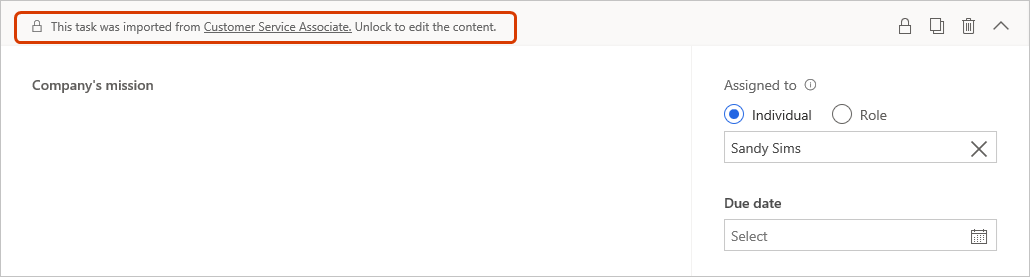 This task was imported from Customer Service Associate. Unlock to edit the content.
Company's mission
Assigned to
Individual
Role
Sandy Sims
Due date
Select